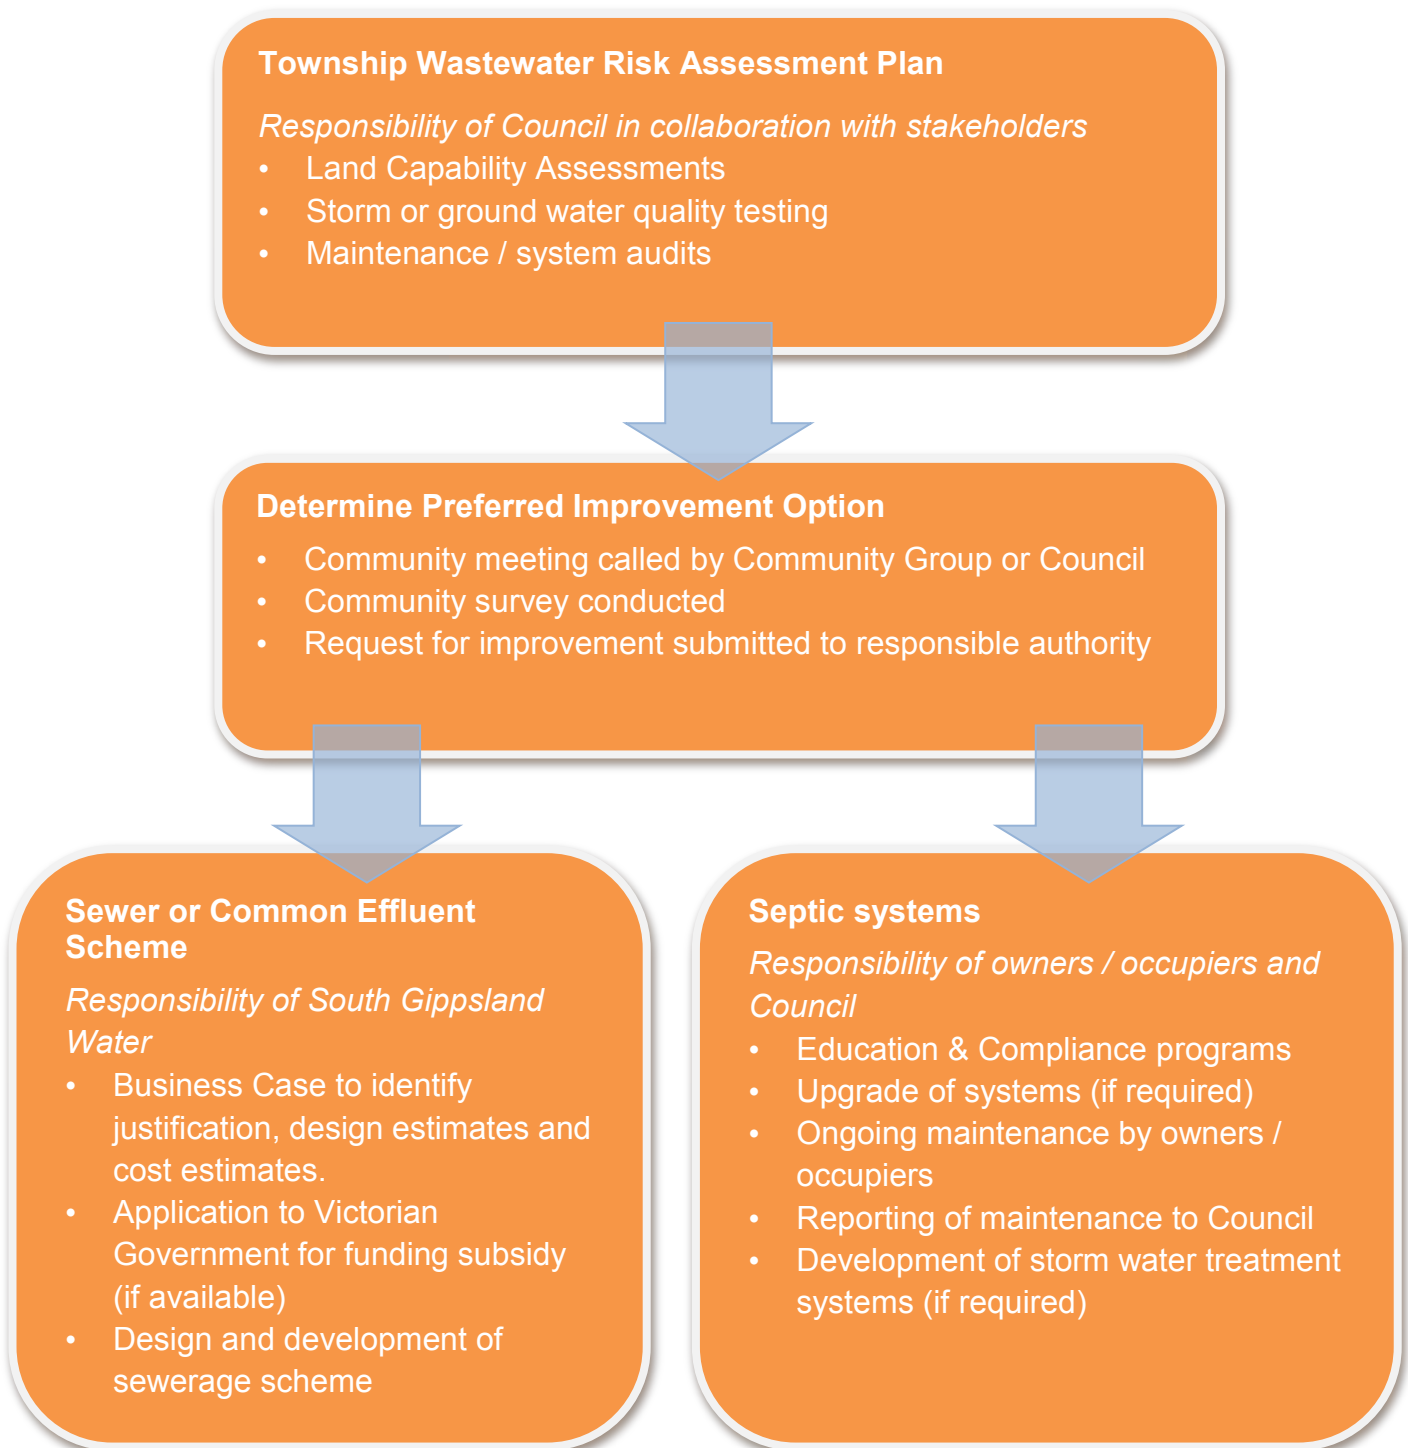 Township Wastewater Risk Assessment Plan
Responsibility of Council in collaboration with stakeholders
• Land Capability Assessments
• Storm or ground water quality testing
• Maintenance / system audits
Determine Preferred Improvement Option
• Community meeting called by Community Group or Council
• Community survey conducted
• Request for improvement submitted to responsible authority
Sewer or Common Effluent
Scheme
Responsibility of South Gippsland
Water
• Business Case to identify
justification, design estimates and
cost estimates.
• Application to Victorian
Government for funding subsidy
(if available)
• Design and development of
sewerage scheme
Septic systems
Responsibility of owners / occupiers and
Council
• Education & Compliance programs
• Upgrade of systems (if required)
• Ongoing maintenance by owners /
occupiers
• Reporting of maintenance to Council
• Development of storm water treatment
systems (if required)